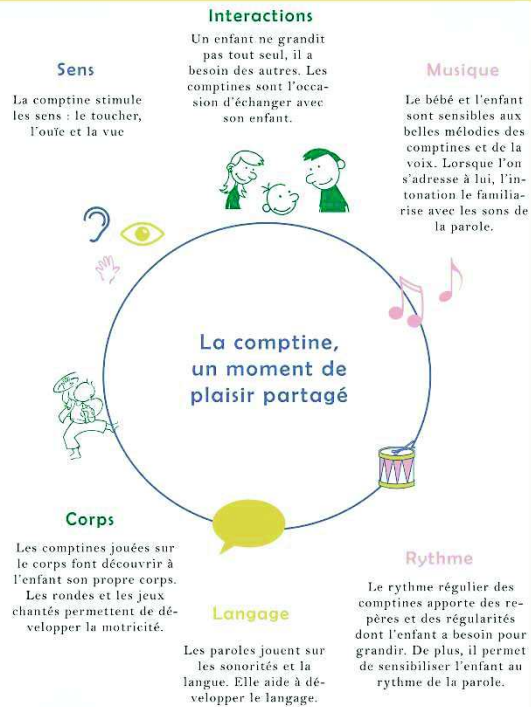 Interactions
Un enfant ne grandit
pas tout seul, il a
besoin des autres. Les
comptines sont l'occa-
sion d'échanger avec
son enfant.
Sens
La comptine stimule
les sens : le toucher,
l'ouïe et la vue
Musique
Le bébé et l'enfant
sont sensibles aux
belles mélodies des
comptines et de la
voix. Lorsque l'on
s'adresse à lui, l'in-
tonation le familia-
rise avec les sons de
la parole.
La comptine,
un moment de
plaisir partagé
Corps
Les comptines jouées sur
le corps font découvrir à
l'enfant son propre corps.
Les rondes et les jeux
chantés permettent de dé-
velopper la motricité.
Langage
Les paroles jouent sur
les sonorités et la
langue. Elle aide à dé-
velopper le langage.
Rythme
Le rythme régulier des
comptines apporte des re-
pères et des régularités
dont l'enfant a besoin pour
grandir. De plus, il permet
de sensibiliser l'enfant au
rythme de la parole.